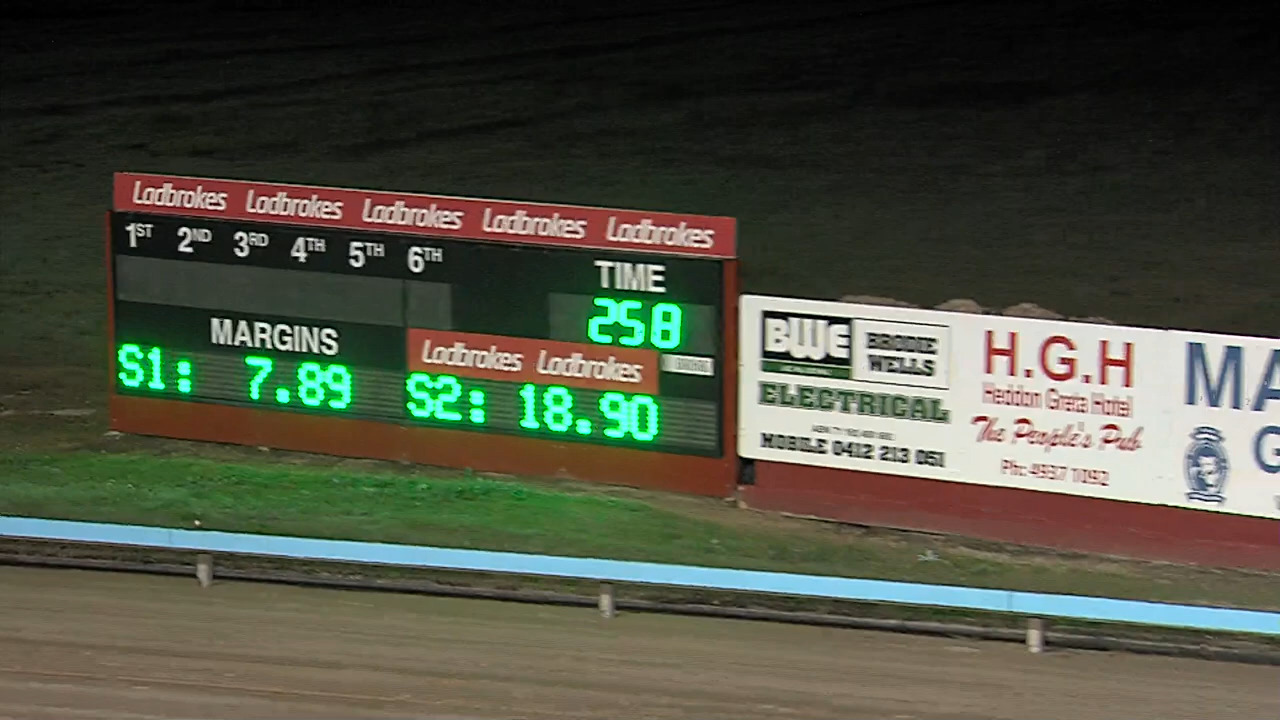 Ladbrokes Ladbrokes Ladbrokes Ladbrokes Ladbrokes
1ST 2ND 3RD 4TH 5TH 6TH
TIME
258
MARGINS
Ladbrokes Ladbrokes
S1: 7.89 S2: 18.90
BWE
WELLS
ELECTRICAL
MOBILE 0412 213 051
H.G.H
Heddon Greta Hotel
The People's Pub
Ph: 4937 1092
MA
G